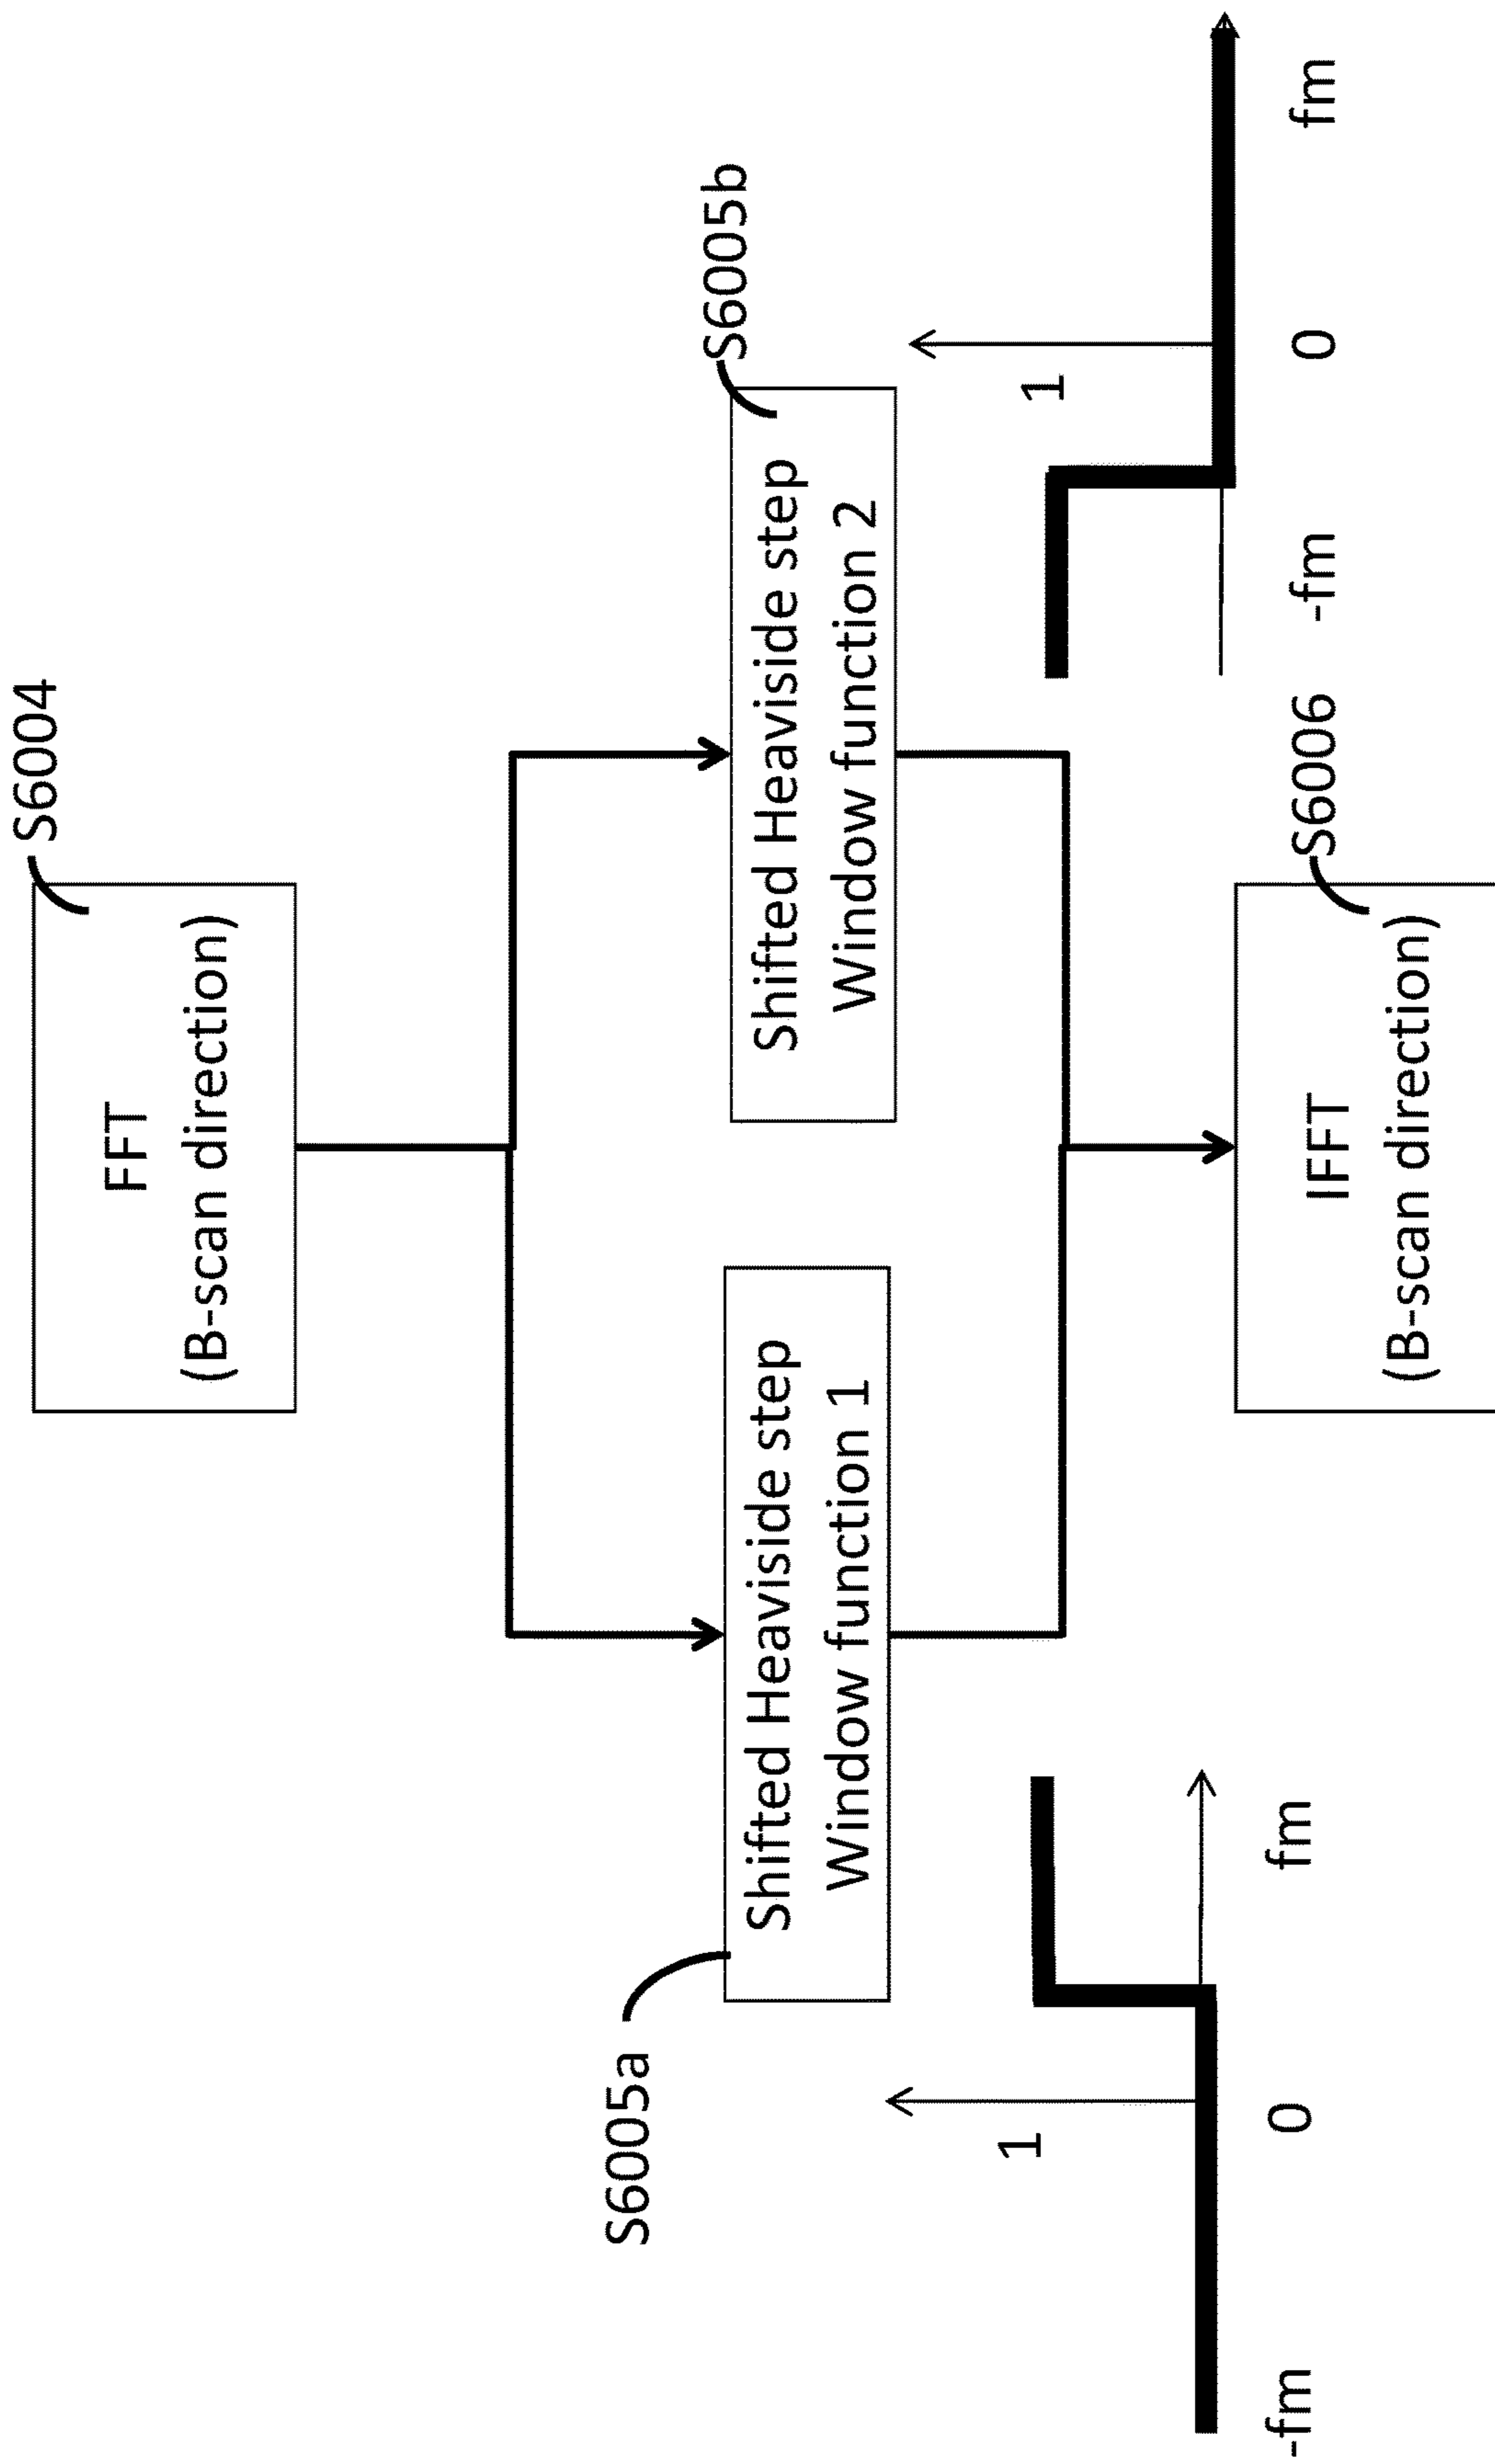 S6004
FFT
(B-scan direction)
S6005a
Shifted Heaviside step
Window function 1
S6005b
Shifted Heaviside step
Window function 2
1
-fm
0
fm
1
-fm
0
fm
S6006
IFFT
(B-scan direction)